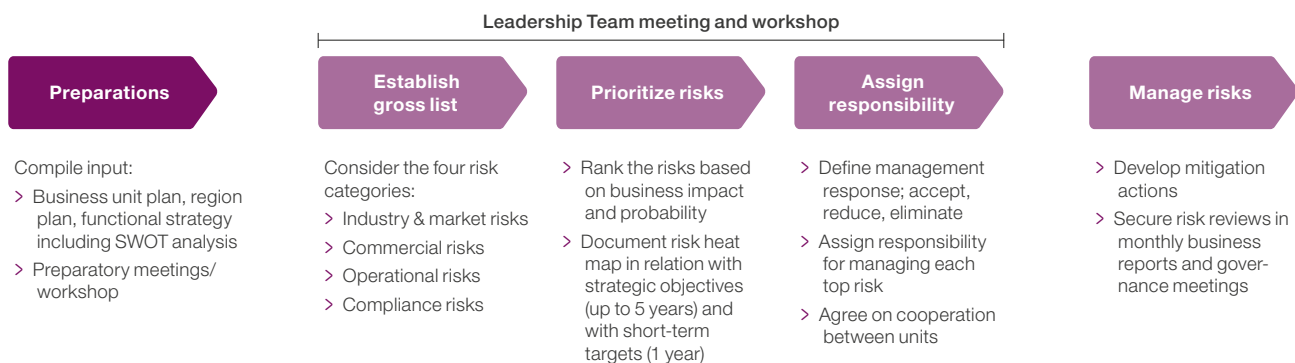 Leadership Team meeting and workshop
Preparations
Compile input:
> Business unit plan, region
plan, functional strategy
including SWOT analysis
> Preparatory meetings/
workshop
Establish
gross list
Consider the four risk
categories:
> Industry & market risks
> Commercial risks
> Operational risks
> Compliance risks
Prioritize risks
> Rank the risks based
on business impact
and probability
> Document risk heat
map in relation with
strategic objectives
(up to 5 years) and
with short-term
targets (1 year)
Assign
responsibility
> Define management
response; accept,
reduce, eliminate
> Assign responsibility
for managing each
top risk
> Agree on cooperation
between units
Manage risks
> Develop mitigation
actions
> Secure risk reviews in
monthly business
reports and gover-
nance meetings